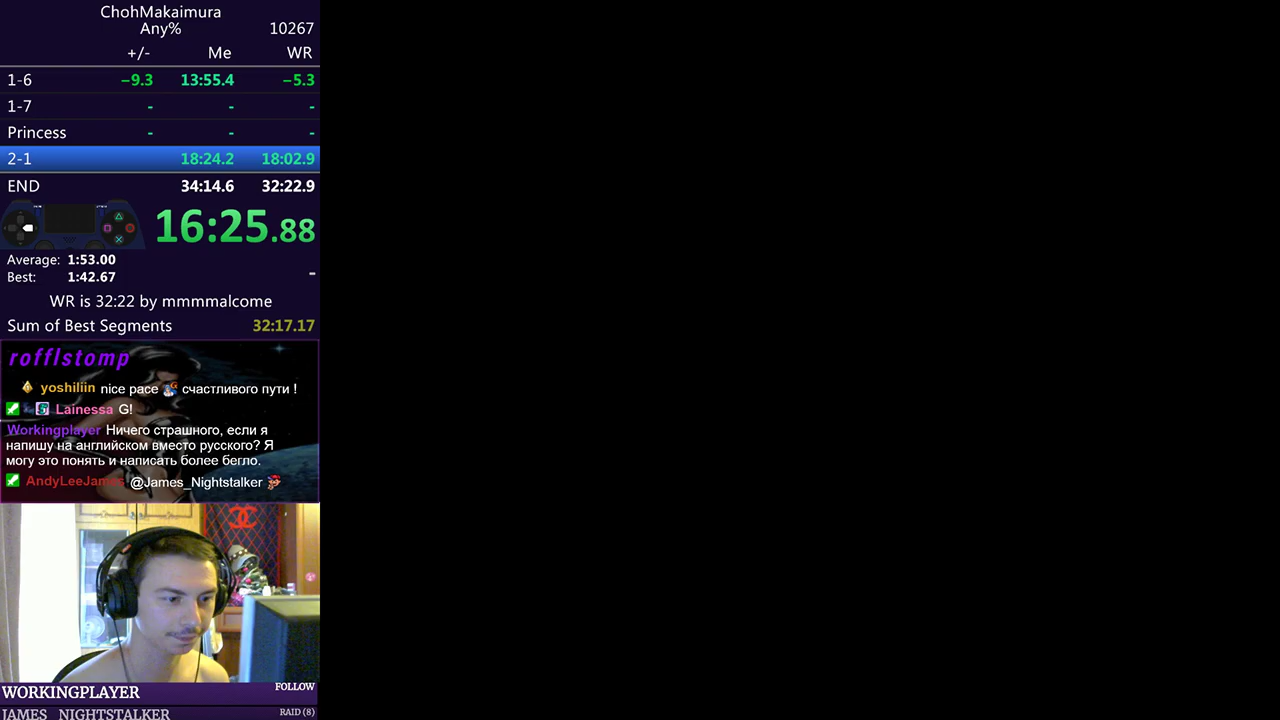 ChohMakaimura
Any% 10267
+/- Me WR
1-6 −9.3 13:55.4 −5.3
1-7 - - -
Princess - - -
2-1 18:24.2 18:02.9
END 34:14.6 32:22.9
16:25.88
Average: 1:53.00
Best: 1:42.67 -
WR is 32:22 by mmmmalcome
Sum of Best Segments 32:17.17
rofflstomp
yoshiliin nice pace счастливого пути !
Lainessa G!
Workingplayer Ничего страшного, если я
напишу на английском вместо русского? Я
могу это понять и написать более бегло.
AndyLeeJames @James_Nightstalker
WORKINGPLAYER FOLLOW
JAMES_NIGHTSTALKER RAID (8)